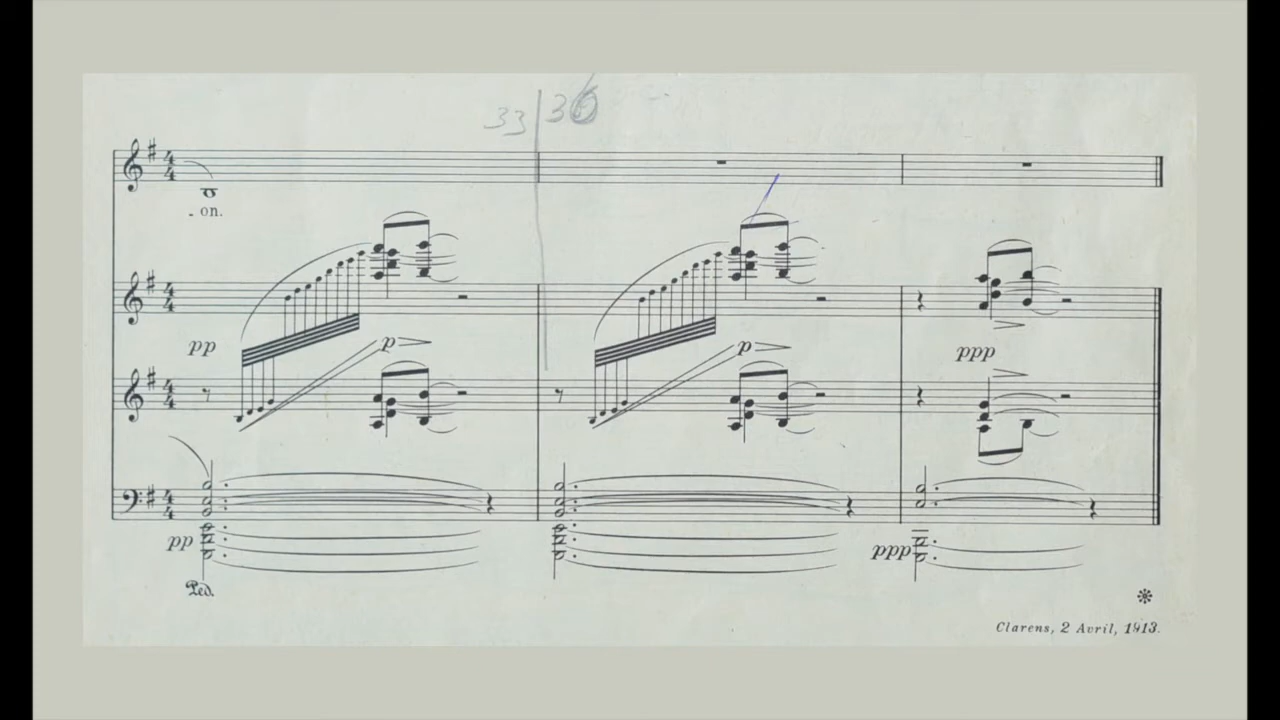 33 36
- on.
pp p p ppp
pp ppp
Ped.
Clarens, 2 Avril, 1913.